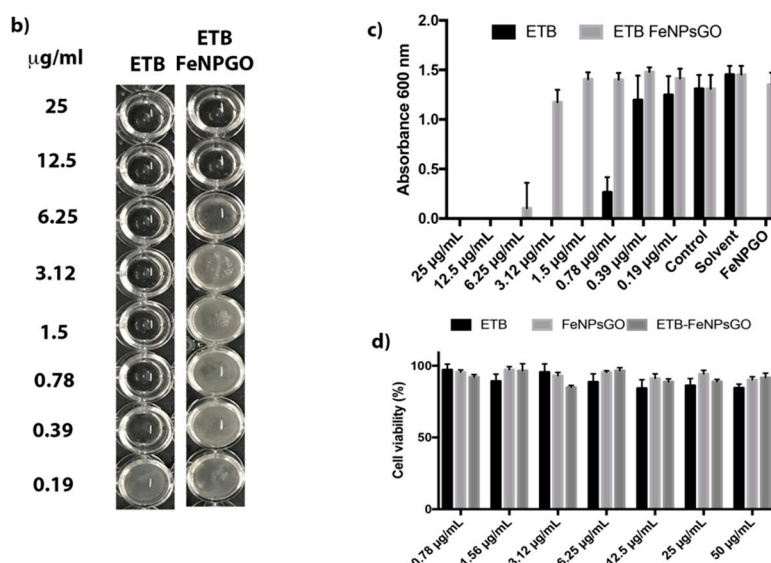 b)
µg/ml
ETB
ETB
FeNPGO
25
12.5
6.25
3.12
1.5
0.78
0.39
0.19
c)
ETB
ETB FeNPsGO
Absorbance 600 nm
2.0
1.5
1.0
0.5
0.0
25 µg/mL
12.5 µg/mL
6.25 µg/mL
3.12 µg/mL
1.5 µg/mL
0.78 µg/mL
0.39 µg/mL
0.19 µg/mL
Control
Solvent
FeNPGO
d)
ETB
FeNPsGO
ETB-FeNPsGO
Cell viability (%)
100
50
0
0.78 µg/mL
1.56 µg/mL
3.12 µg/mL
6.25 µg/mL
12.5 µg/mL
25 µg/mL
50 µg/mL